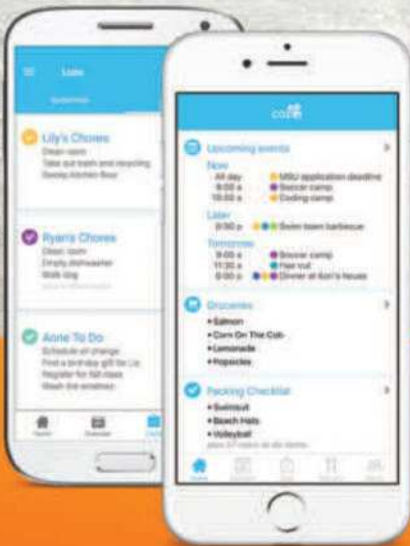 Lists
Lily's Chores
Clean room
Take out trash and recycling
Sweep kitchen floor
Ryan's Chores
Clean room
Empty dishwasher
Walk dog
Anne To Do
Schedule oil change
Find a birthday gift for Liz
Register for fall class
Wash the windows
Home
Calendar
cozi
Upcoming events
Now
All day MSU application deadline
9:00 a Soccer camp
10:00 a Coding camp
Later
Swim team barbecue
Tomorrow
9:00 a Soccer camp
11:30 a Hair cut
6:00 p Dinner at Kori's house
Groceries
• Salmon
• Corn On The Cob
• Lemonade
• Popsicles
Packing Checklist
• Swimsuit
• Beach Hats
• Volleyball
Home